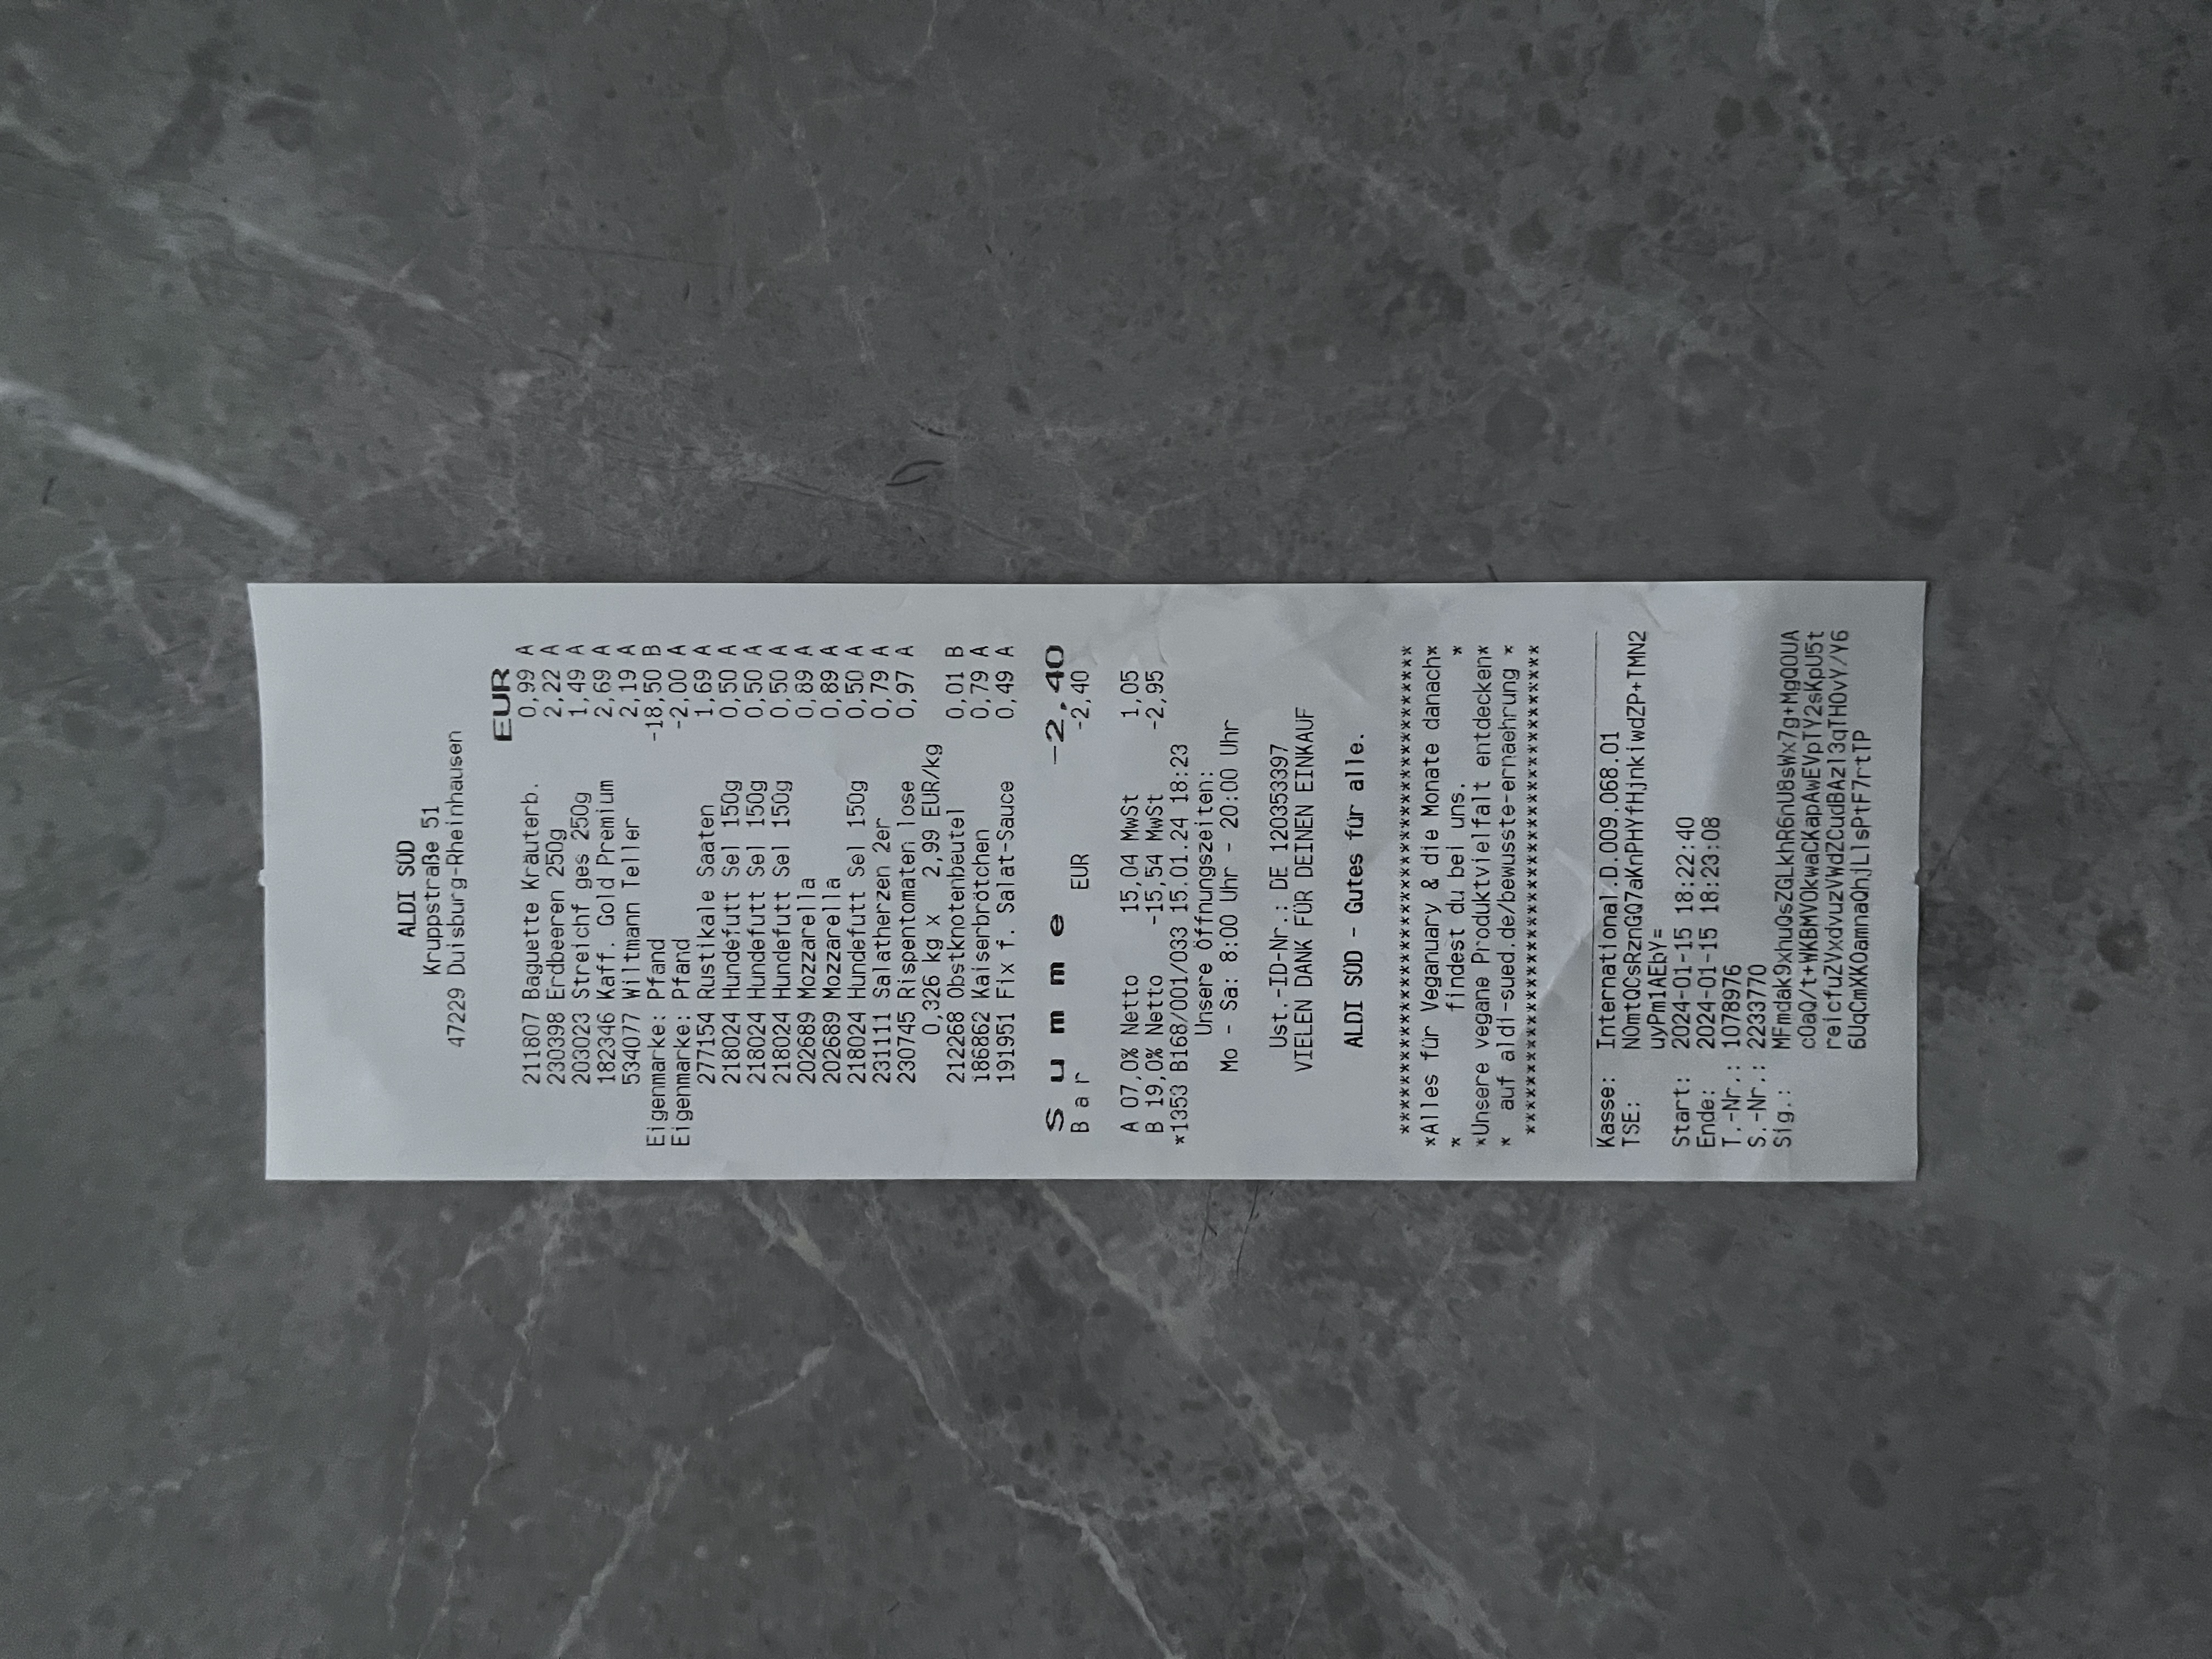 ALDI SÜD
Kruppstraße 51
47229 Duisburg-Rheinhausen
EUR
211807 Baguette Kräuterb. 0,99 A
230398 Erdbeeren 250g 2,22 A
203023 Streichf ges 250g 1,49 A
182346 Kaff. Gold Premium 2,69 A
534077 Wiltmann Teller 2,19 A
Eigenmarke: Pfand -18,50 B
Eigenmarke: Pfand -2,00 A
277154 Rustikale Saaten 1,69 A
218024 Hundefutt Sel 150g 0,50 A
218024 Hundefutt Sel 150g 0,50 A
218024 Hundefutt Sel 150g 0,50 A
202689 Mozzarella 0,89 A
202689 Mozzarella 0,89 A
218024 Hundefutt Sel 150g 0,50 A
231111 Salatherzen 2er 0,79 A
230745 Rispentomaten lose 0,97 A
0,326 kg x 2,99 EUR/kg
212268 Obstknotenbeutel 0,01 B
186862 Kaiserbrötchen 0,79 A
191951 Fix f. Salat-Sauce 0,49 A
Summe -2,40
Bar EUR -2,40
A 07,0% Netto 15,04 MwSt 1,05
B 19,0% Netto -15,54 MwSt -2,95
*1353 B168/001/033 15.01.24 18:23
Unsere Öffnungszeiten:
Mo - Sa: 8:00 Uhr - 20:00 Uhr
Ust.-ID-Nr.: DE 120353397
VIELEN DANK FÜR DEINEN EINKAUF
ALDI SÜD - Gutes für alle.
****************************************
*Alles für Veganuary & die Monate danach*
* findest du bei uns. *
*Unsere vegane Produktvielfalt entdecken*
* auf aldi-sued.de/bewusste-ernaehrung *
****************************************
Kasse: International.D.009.068.01
TSE: NOmtQCsRznGQ7aKnPHYfHjnkiwdZP+TMN2
uyPm1AEbY=
Start: 2024-01-15 18:22:40
Ende: 2024-01-15 18:23:08
T.-Nr.: 1078976
S.-Nr.: 2233770
Sig.: MFmdak9xhuQsZGLkhR6nU8sWx7g+MgQOUA
cOaQ/t+WKBMVOkwaCKapAwEVpTY2sKpU5t
reicfuZVxdvuzVWdZCudBAzl3qTHOvY/Y6
6UqCmXKOamnaQhjLlsPtF7rtTP